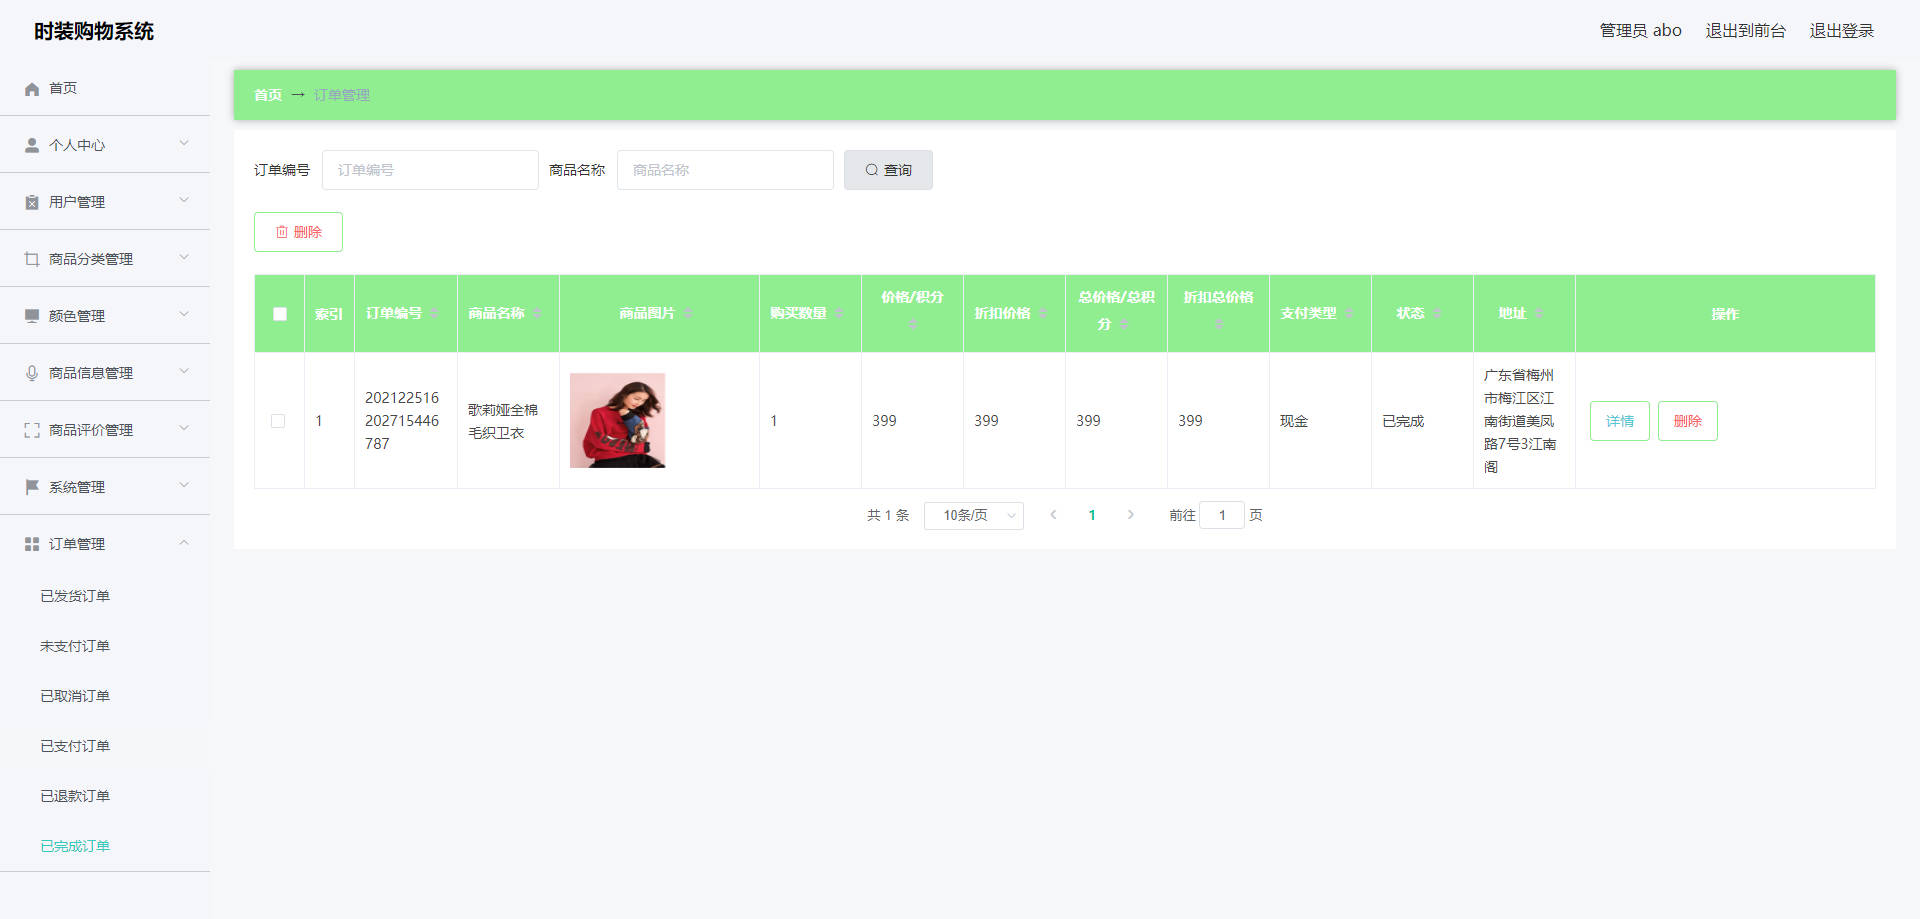 时装购物系统
管理员 abo 退出到前台 退出登录
首页
个人中心
用户管理
商品分类管理
颜色管理
商品信息管理
商品评价管理
系统管理
订单管理
已发货订单
未支付订单
已取消订单
已支付订单
已退款订单
已完成订单
首页 → 订单管理
订单编号 订单编号 商品名称 商品名称 查询
删除
索引 订单编号 商品名称 商品图片 购买数量 价格/积分 折扣价格 总价格/总积
分 折扣总价格 支付类型 状态 地址 操作
1
202122516
202715446
787
歌莉娅全棉
毛织卫衣
1 399 399 399 399 现金 已完成
广东省梅州
市梅江区江
南街道美凤
路7号3江南
阁
详情 删除
共 1 条 10条/页 1 前往 1 页